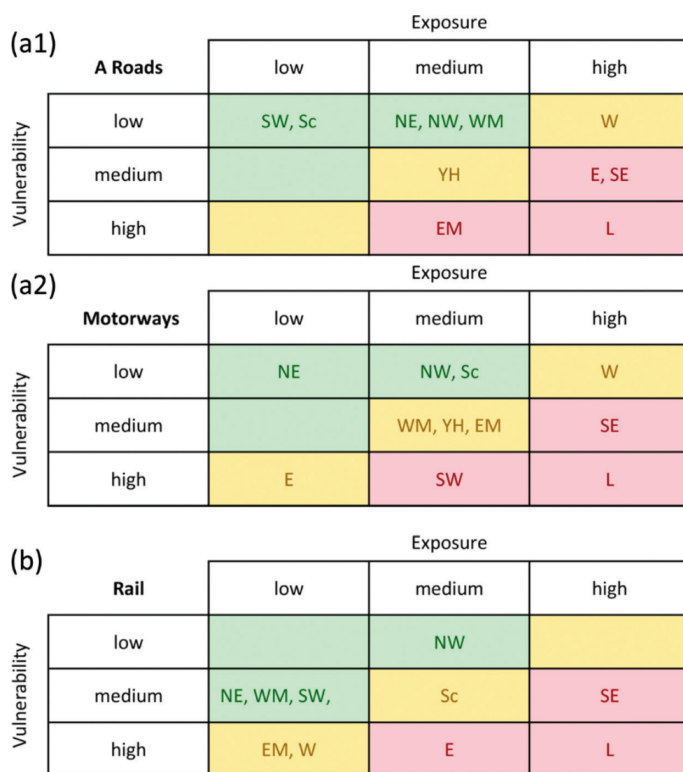 (a1)
Exposure
A Roads low medium high
Vulnerability
low SW, Sc NE, NW, WM W
medium YH E, SE
high EM L
(a2)
Exposure
Motorways low medium high
Vulnerability
low NE NW, Sc W
medium WM, YH, EM SE
high E SW L
(b)
Exposure
Rail low medium high
Vulnerability
low NW
medium NE, WM, SW, Sc SE
high EM, W E L